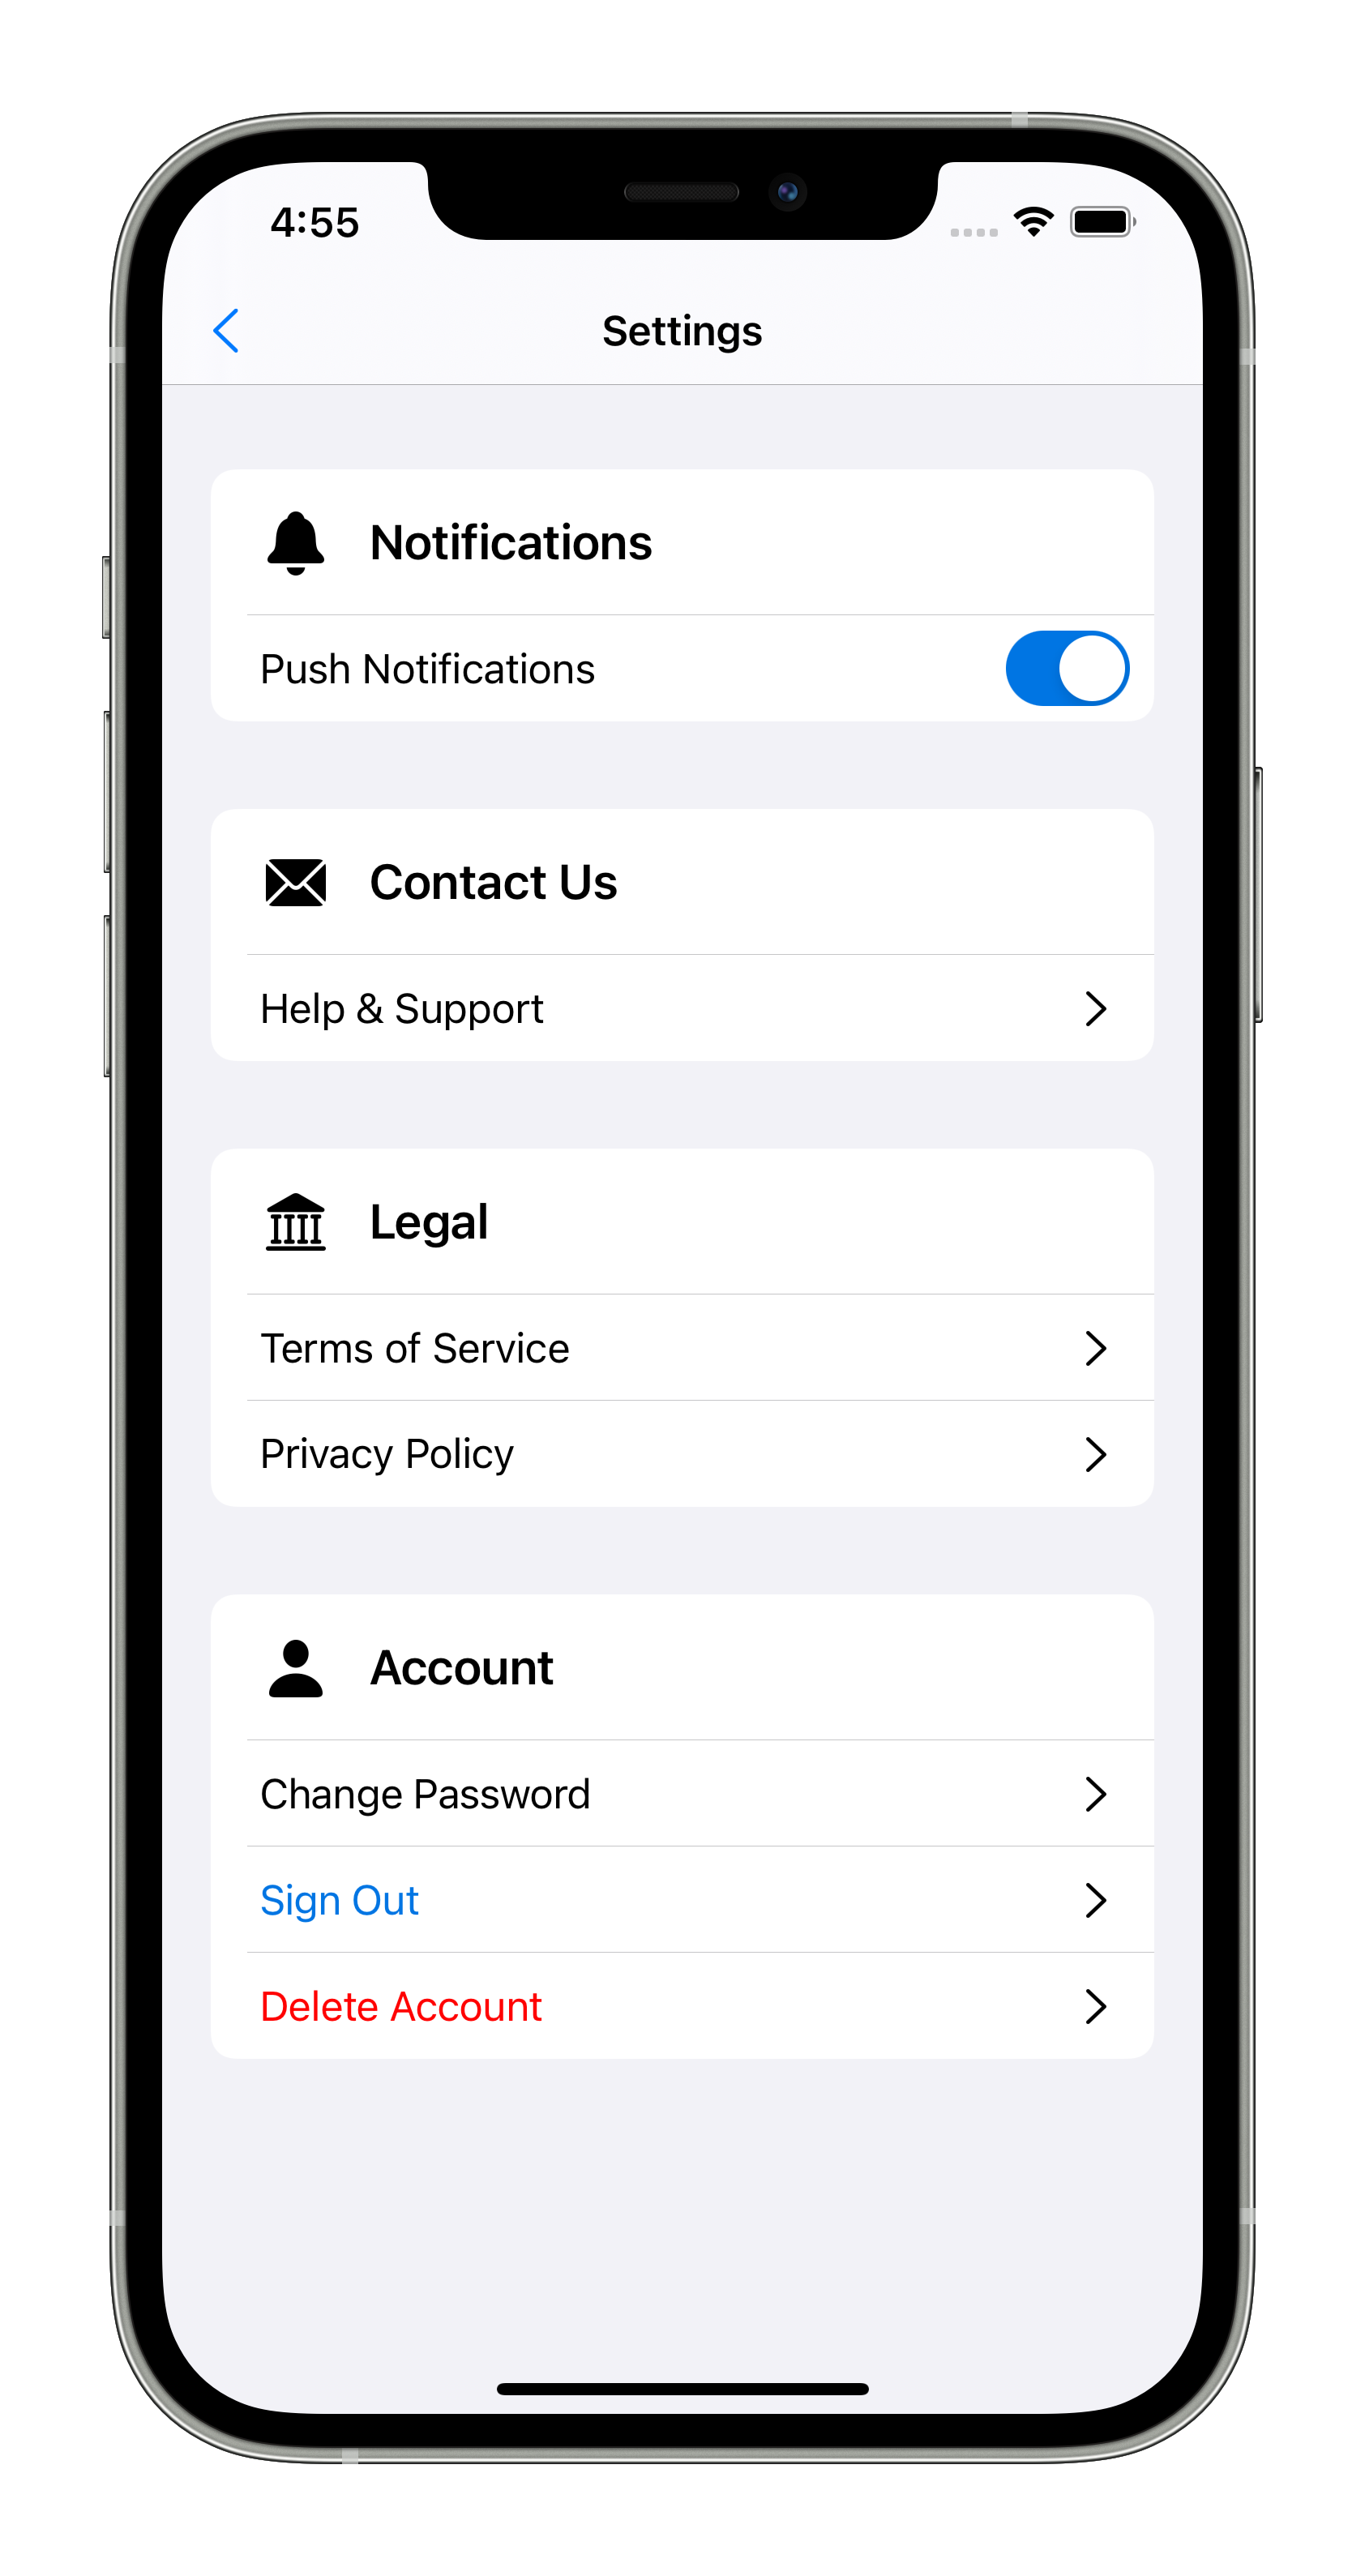 4:55
Settings
Notifications
Push Notifications
Contact Us
Help & Support
Legal
Terms of Service
Privacy Policy
Account
Change Password
Sign Out
Delete Account